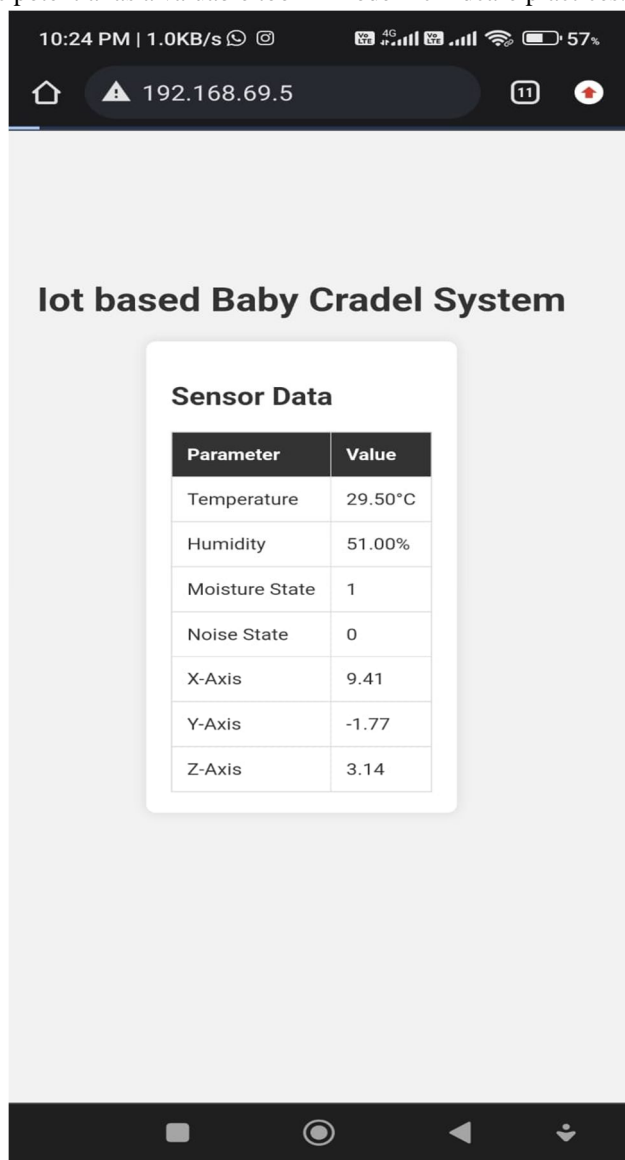 10:24 PM | 1.0KB/s 4G 57%
192.168.69.5 11
Iot based Baby Cradel System
Sensor Data
Parameter Value
Temperature 29.50°C
Humidity 51.00%
Moisture State 1
Noise State 0
X-Axis 9.41
Y-Axis -1.77
Z-Axis 3.14